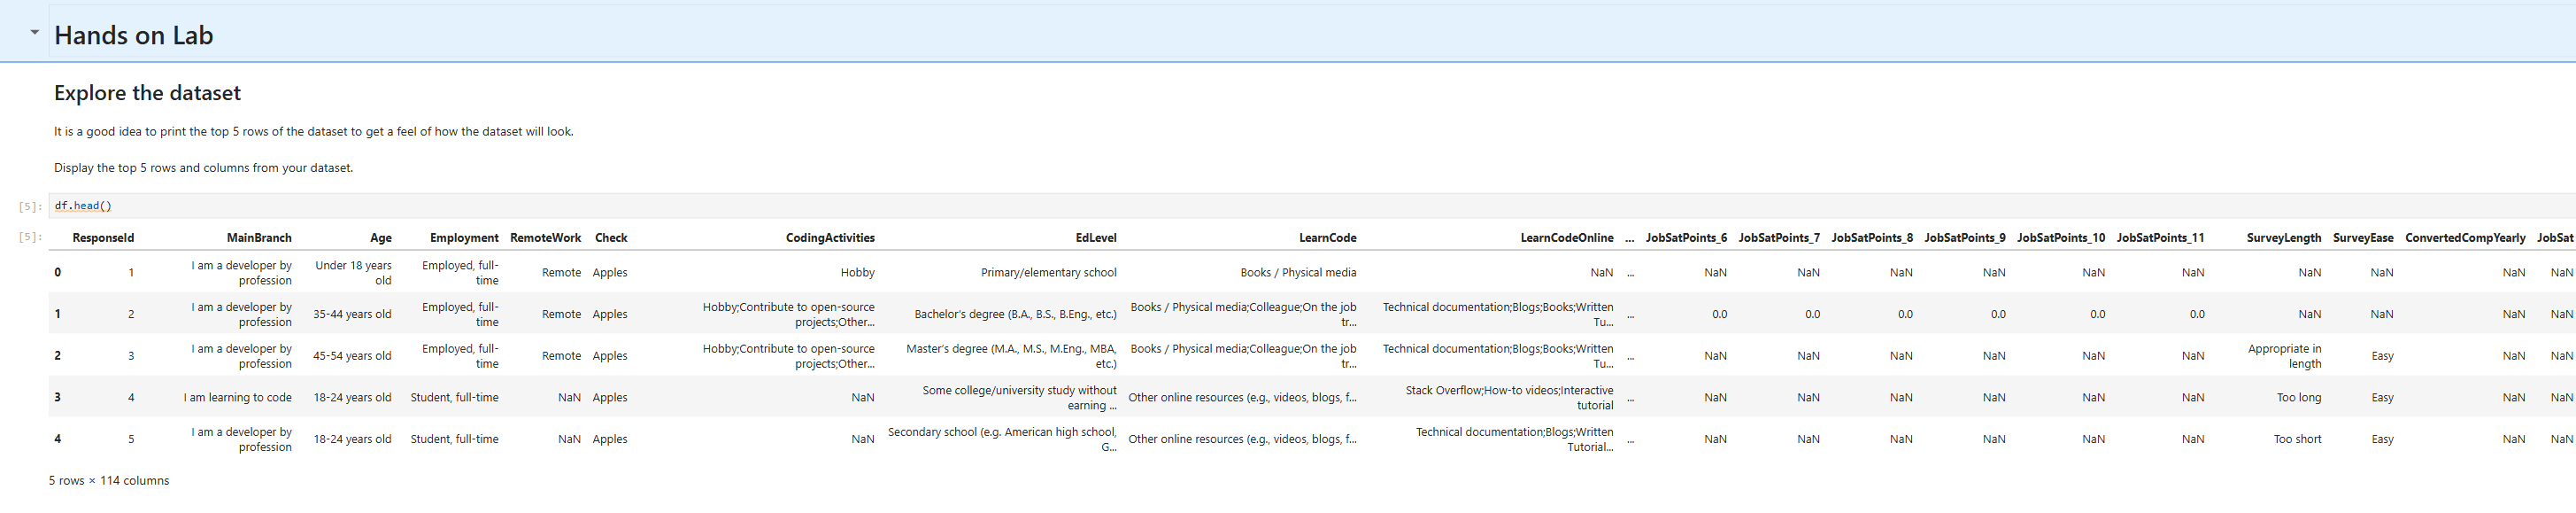 Hands on Lab
Explore the dataset
It is a good idea to print the top 5 rows of the dataset to get a feel of how the dataset will look.
Display the top 5 rows and columns from your dataset.
[5]: df.head()
[5]: ResponseId MainBranch Age Employment RemoteWork Check CodingActivities EdLevel LearnCode LearnCodeOnline ... JobSatPoints_6 JobSatPoints_7 JobSatPoints_8 JobSatPoints_9 JobSatPoints_10 JobSatPoints_11 SurveyLength SurveyEase ConvertedCompYearly JobSat
0 1 I am a developer by profession Under 18 years old Employed, full-time Remote Apples Hobby Primary/elementary school Books / Physical media NaN ... NaN NaN NaN NaN NaN NaN NaN NaN NaN NaN
1 2 I am a developer by profession 35-44 years old Employed, full-time Remote Apples Hobby;Contribute to open-source projects;Other... Bachelor's degree (B.A., B.S., B.Eng., etc.) Books / Physical media;Colleague;On the job tr... Technical documentation;Blogs;Books;Written Tu... ... 0.0 0.0 0.0 0.0 0.0 0.0 NaN NaN NaN NaN
2 3 I am a developer by profession 45-54 years old Employed, full-time Remote Apples Hobby;Contribute to open-source projects;Other... Master's degree (M.A., M.S., M.Eng., MBA, etc.) Books / Physical media;Colleague;On the job tr... Technical documentation;Blogs;Books;Written Tu... ... NaN NaN NaN NaN NaN NaN Appropriate in length Easy NaN NaN
3 4 I am learning to code 18-24 years old Student, full-time NaN Apples NaN Some college/university study without earning ... Other online resources (e.g., videos, blogs, f... Stack Overflow;How-to videos;Interactive tutorial ... NaN NaN NaN NaN NaN NaN Too long Easy NaN NaN
4 5 I am a developer by profession 18-24 years old Student, full-time NaN Apples NaN Secondary school (e.g. American high school, G... Other online resources (e.g., videos, blogs, f... Technical documentation;Blogs;Written Tutorial... ... NaN NaN NaN NaN NaN NaN Too short Easy NaN NaN
5 rows × 114 columns